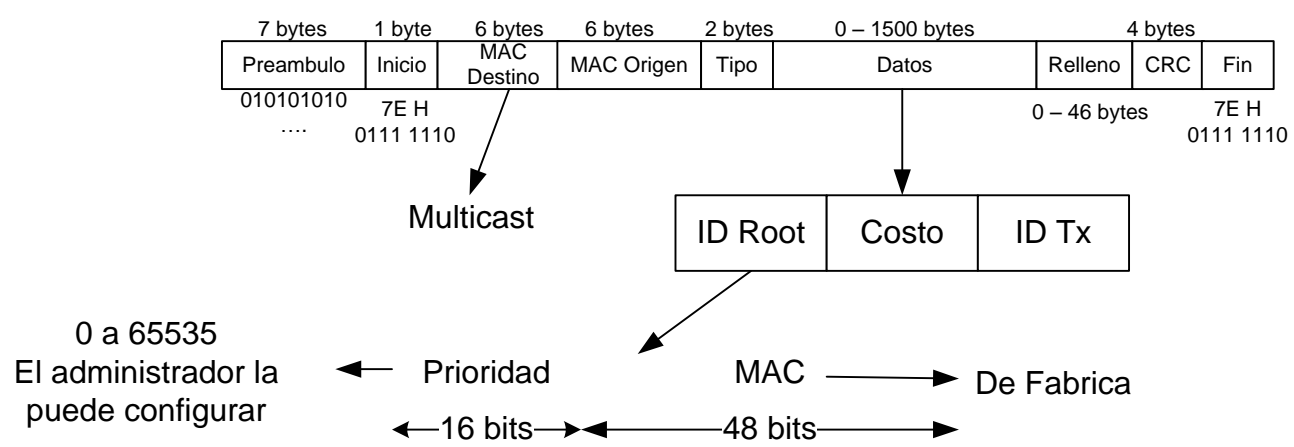 7 bytes 1 byte 6 bytes 6 bytes 2 bytes 0 – 1500 bytes 4 bytes
Preambulo Inicio MAC Destino MAC Origen Tipo Datos Relleno CRC Fin
010101010
....
7E H
0111 1110
0 – 46 bytes
7E H
0111 1110
Multicast
ID Root Costo ID Tx
0 a 65535
El administrador la
puede configurar
Prioridad MAC De Fabrica
16 bits 48 bits